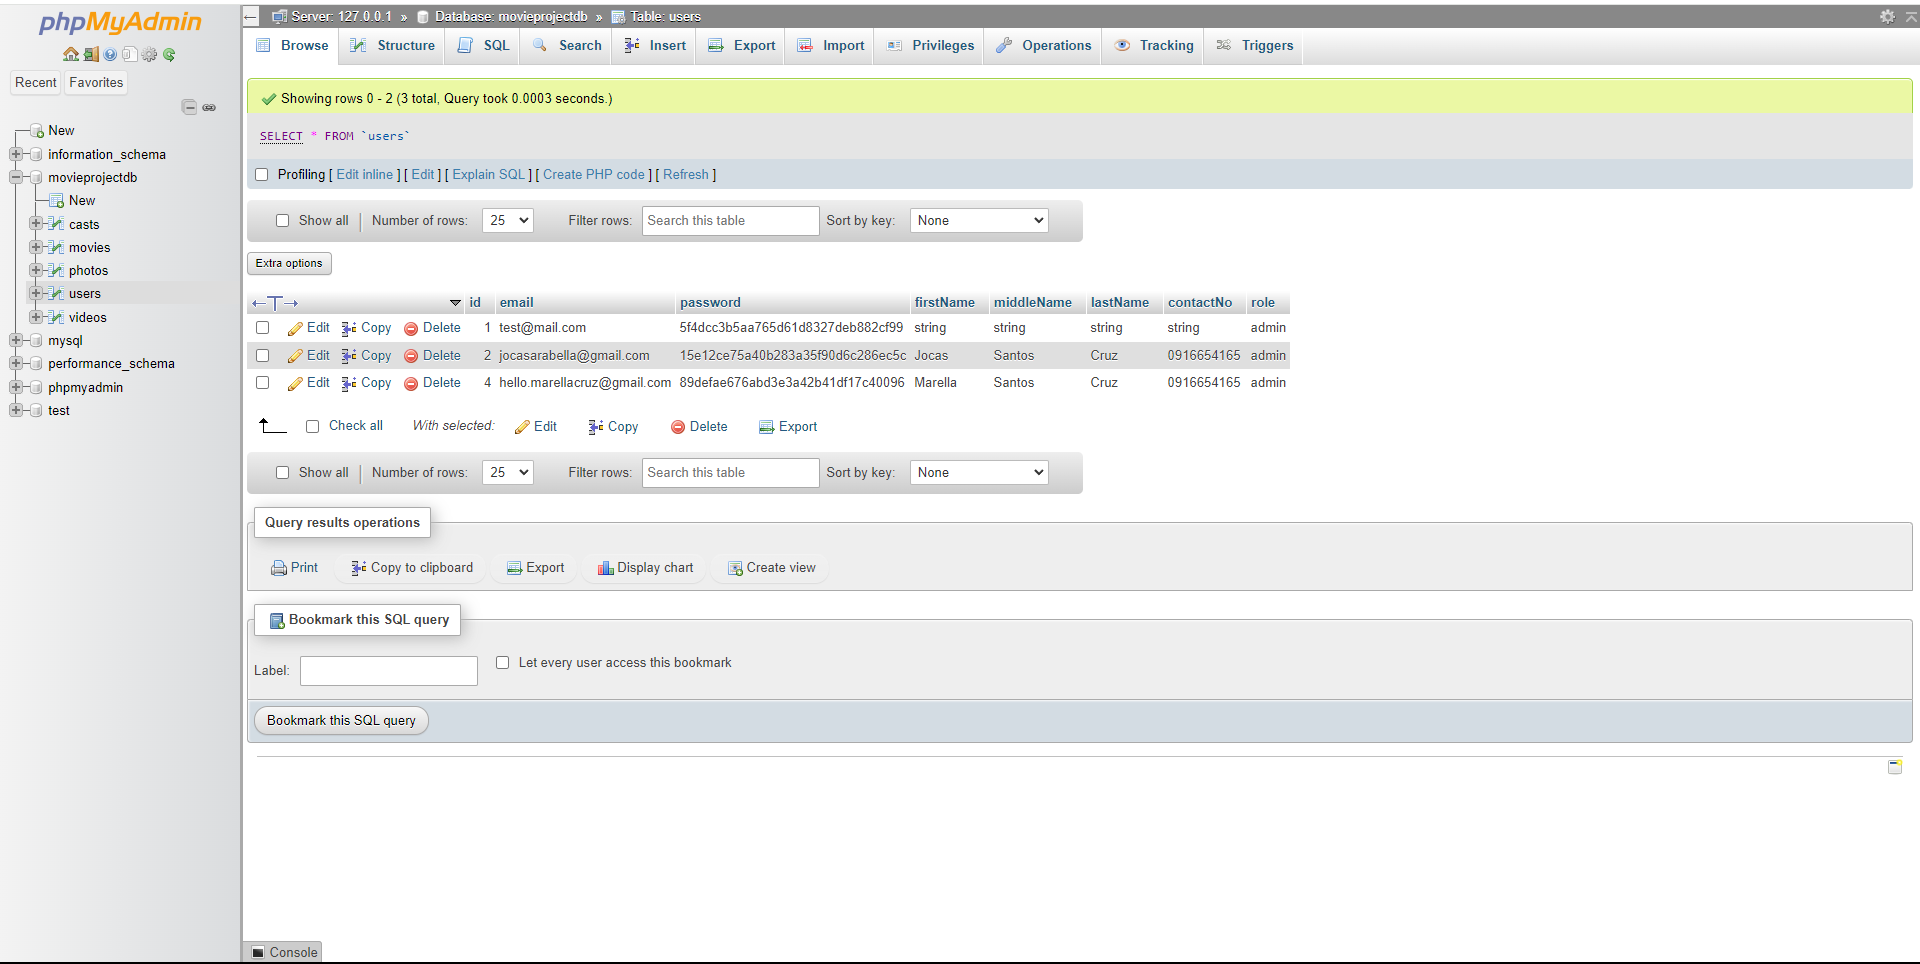 phpMyAdmin
Recent Favorites
New
information_schema
movieprojectdb
New
casts
movies
photos
users
videos
mysql
performance_schema
phpmyadmin
test
Server: 127.0.0.1 » Database: movieprojectdb » Table: users
Browse Structure SQL Search Insert Export Import Privileges Operations Tracking Triggers
Showing rows 0 - 2 (3 total, Query took 0.0003 seconds.)
SELECT * FROM `users`
Profiling [ Edit inline ] [ Edit ] [ Explain SQL ] [ Create PHP code ] [ Refresh ]
Show all Number of rows: 25 Filter rows: Search this table Sort by key: None
Extra options
←T→ id email password firstName middleName lastName contactNo role
Edit Copy Delete 1 test@mail.com 5f4dcc3b5aa765d61d8327deb882cf99 string string string string admin
Edit Copy Delete 2 jocasarabella@gmail.com 15e12ce75a40b283a35f90d6c286ec5c Jocas Santos Cruz 0916654165 admin
Edit Copy Delete 4 hello.marellacruz@gmail.com 89defae676abd3e3a42b41df17c40096 Marella Santos Cruz 0916654165 admin
Check all With selected: Edit Copy Delete Export
Show all Number of rows: 25 Filter rows: Search this table Sort by key: None
Query results operations
Print Copy to clipboard Export Display chart Create view
Bookmark this SQL query
Label: Let every user access this bookmark
Bookmark this SQL query
Console